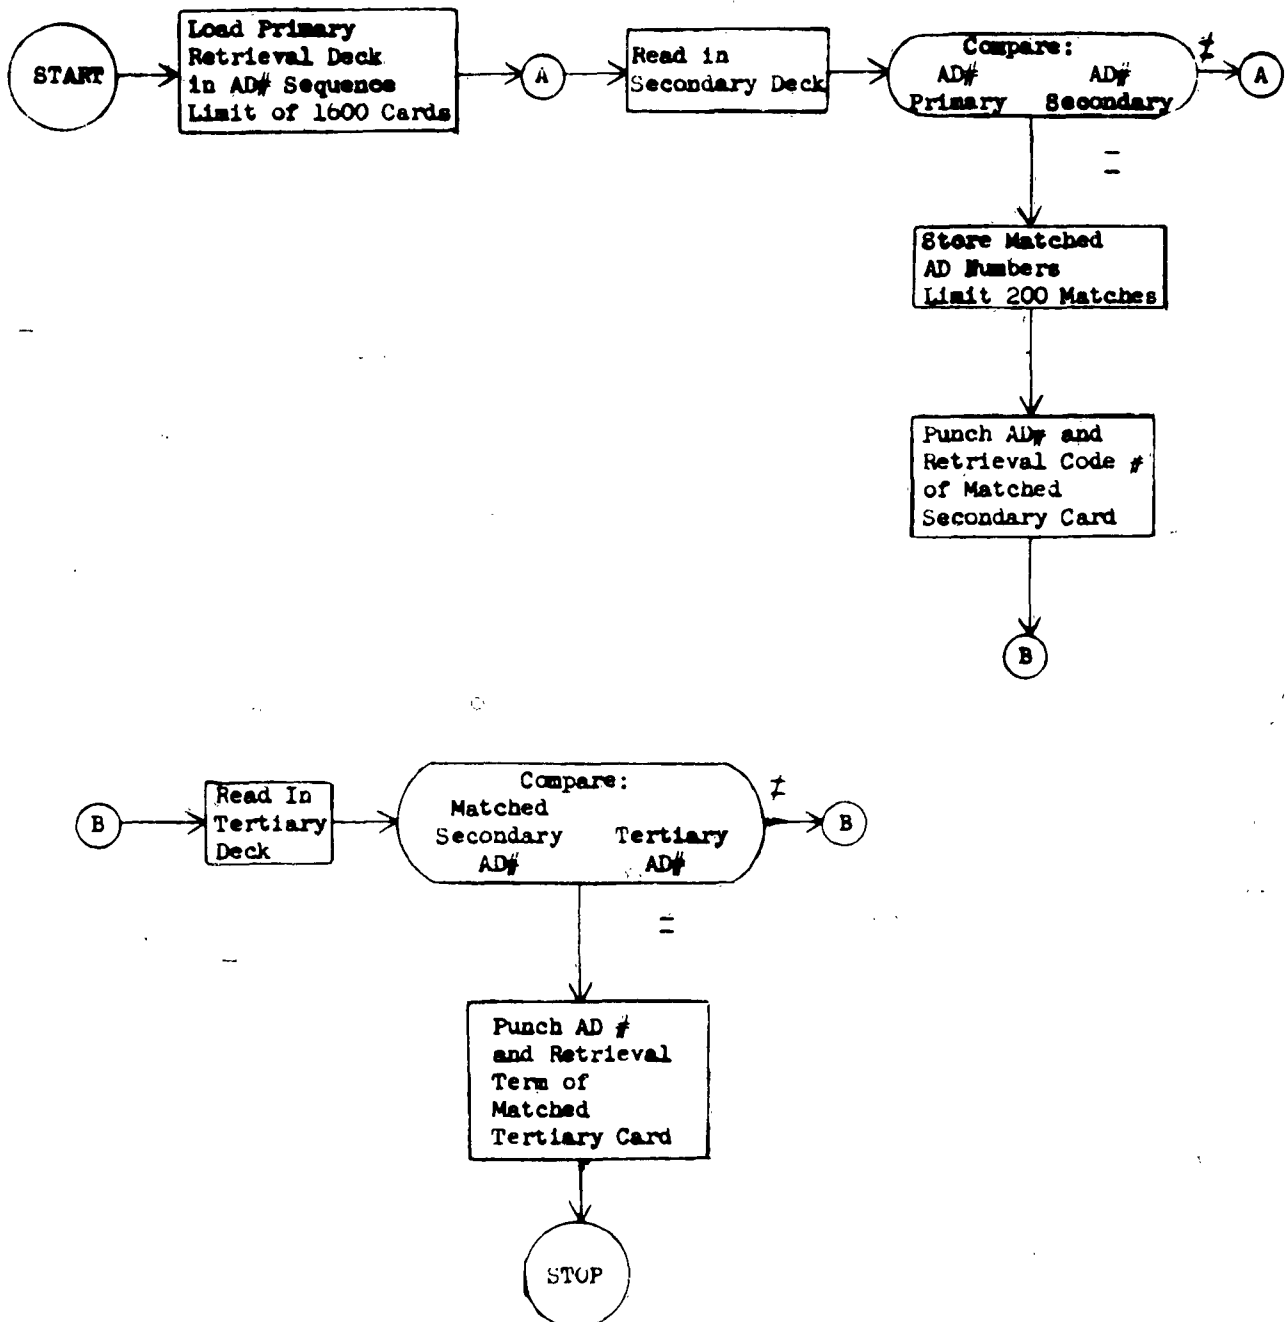 START
Load Primary
Retrieval Deck
in AD# Sequence
Limit of 1600 Cards
A
Read in
Secondary Deck
Compare:
AD# AD#
Primary Secondary
≠
A
=
Store Matched
AD Numbers
Limit 200 Matches
Punch AD# and
Retrieval Code #
of Matched
Secondary Card
B
B
Read In
Tertiary
Deck
Compare:
Matched
Secondary Tertiary
AD# AD#
≠
B
=
Punch AD #
and Retrieval
Term of
Matched
Tertiary Card
STOP